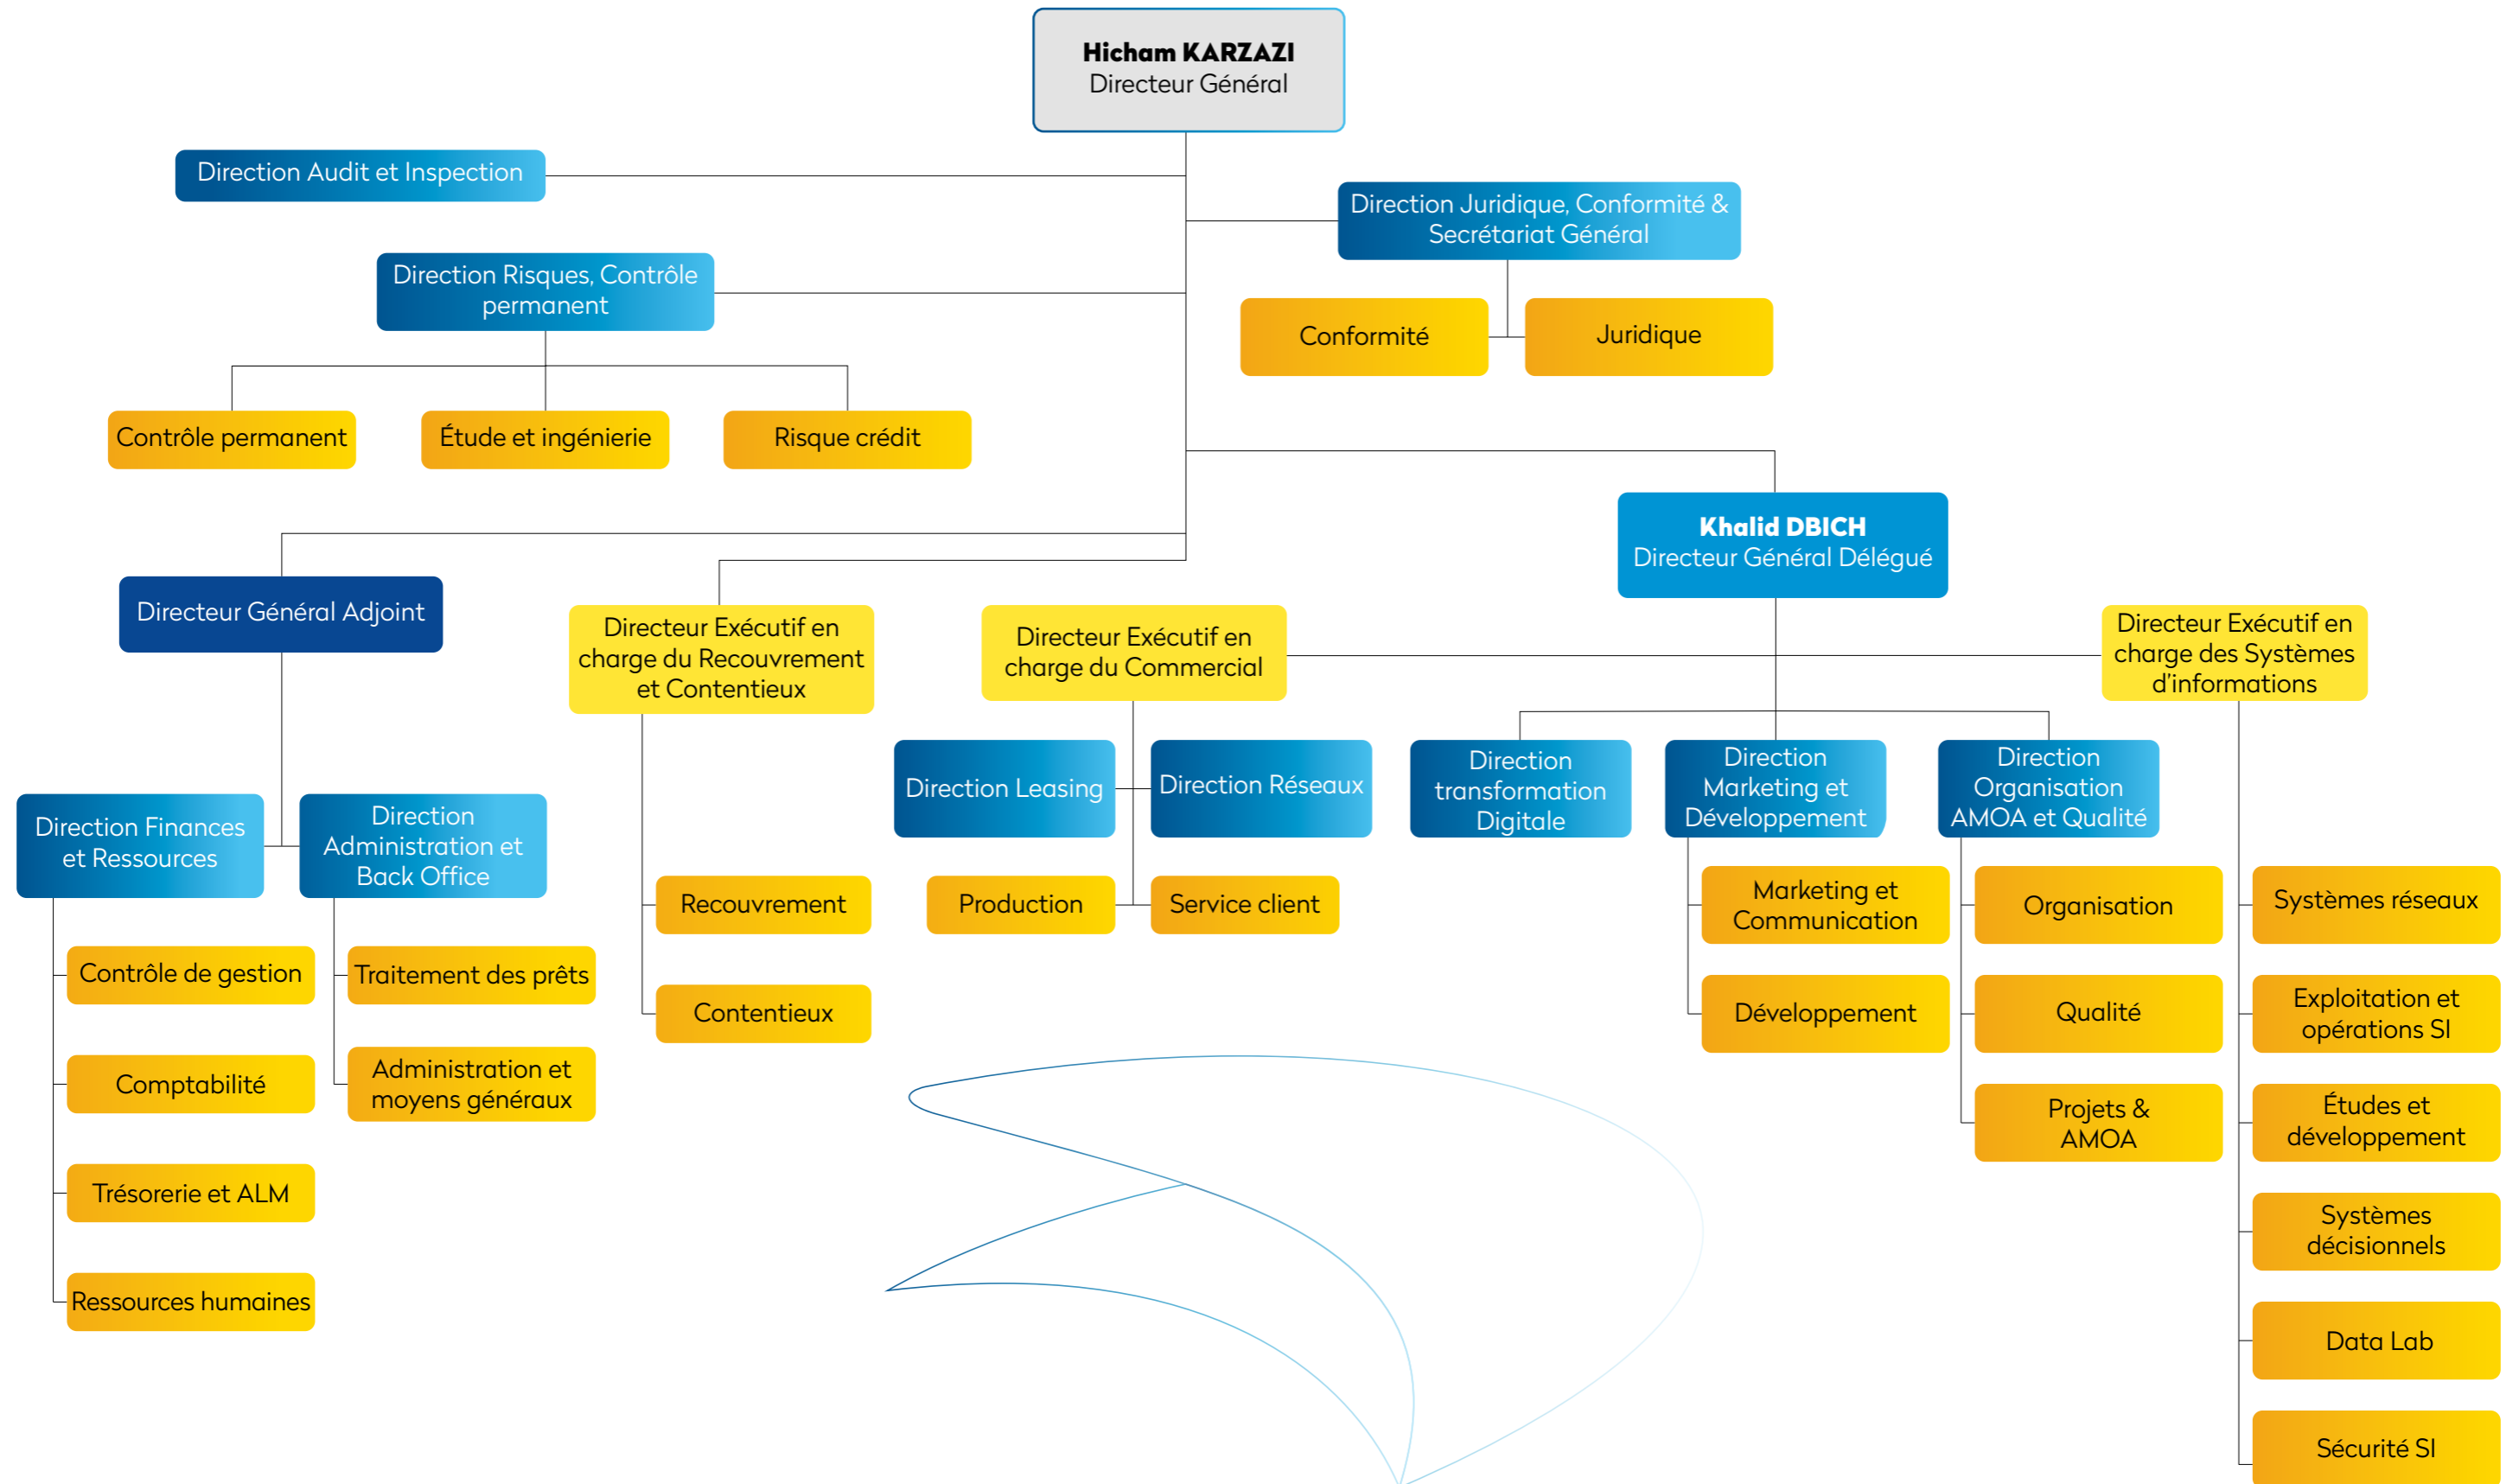 Hicham KARZAZI
Directeur Général
Direction Audit et Inspection
Direction Juridique, Conformité &
Secrétariat Général
Direction Risques, Contrôle
permanent
Conformité
Juridique
Contrôle permanent
Étude et ingénierie
Risque crédit
Khalid DBICH
Directeur Général Délégué
Directeur Général Adjoint
Directeur Exécutif en
charge du Recouvrement
et Contentieux
Directeur Exécutif en
charge du Commercial
Directeur Exécutif en
charge des Systèmes
d'informations
Direction Leasing
Direction Réseaux
Direction
transformation
Digitale
Direction
Marketing et
Développement
Direction
Organisation
AMOA et Qualité
Direction Finances
et Ressources
Direction
Administration et
Back Office
Recouvrement
Production
Service client
Marketing et
Communication
Organisation
Systèmes réseaux
Contrôle de gestion
Traitement des prêts
Contentieux
Développement
Qualité
Exploitation et
opérations SI
Comptabilité
Administration et
moyens généraux
Projets &
AMOA
Études et
développement
Trésorerie et ALM
Systèmes
décisionnels
Ressources humaines
Data Lab
Sécurité SI